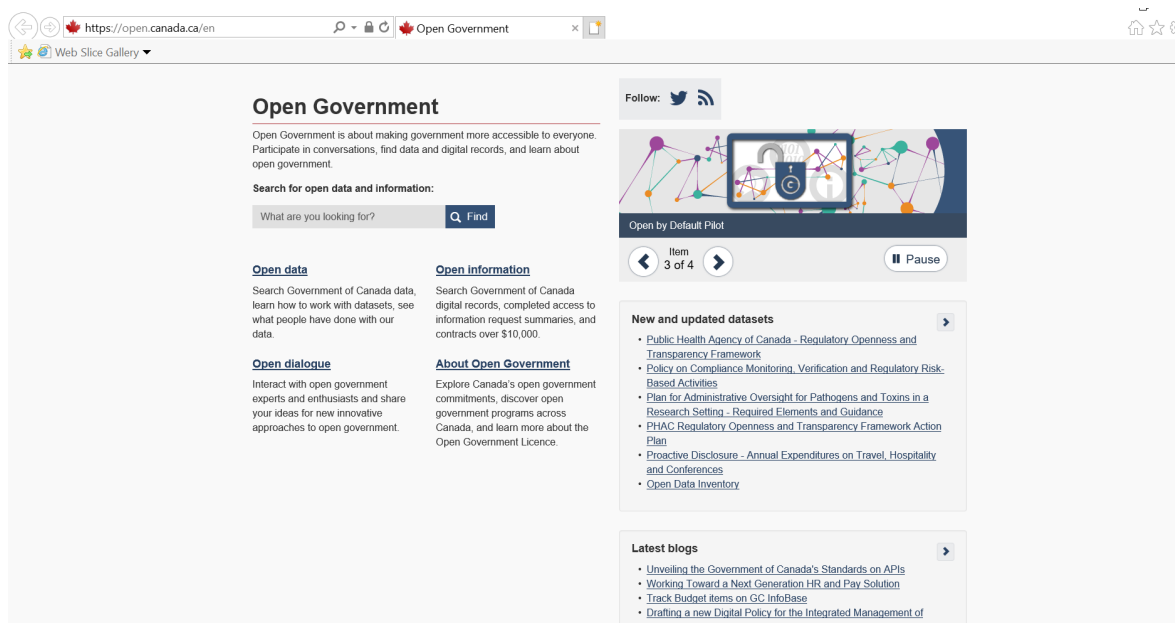 https://open.canada.ca/en
Open Government
Web Slice Gallery
Open Government
Open Government is about making government more accessible to everyone.
Participate in conversations, find data and digital records, and learn about
open government.
Search for open data and information:
What are you looking for?
Find
Open data
Search Government of Canada data,
learn how to work with datasets, see
what people have done with our
data.
Open information
Search Government of Canada
digital records, completed access to
information request summaries, and
contracts over $10,000.
Open dialogue
Interact with open government
experts and enthusiasts and share
your ideas for new innovative
approaches to open government.
About Open Government
Explore Canada's open government
commitments, discover open
government programs across
Canada, and learn more about the
Open Government Licence.
Follow:
Open by Default Pilot
Item
3 of 4
Pause
New and updated datasets
• Public Health Agency of Canada - Regulatory Openness and
Transparency Framework
• Policy on Compliance Monitoring, Verification and Regulatory Risk-
Based Activities
• Plan for Administrative Oversight for Pathogens and Toxins in a
Research Setting - Required Elements and Guidance
• PHAC Regulatory Openness and Transparency Framework Action
Plan
• Proactive Disclosure - Annual Expenditures on Travel, Hospitality
and Conferences
• Open Data Inventory
Latest blogs
• Unveiling the Government of Canada's Standards on APIs
• Working Toward a Next Generation HR and Pay Solution
• Track Budget items on GC InfoBase
• Drafting a new Digital Policy for the Integrated Management of